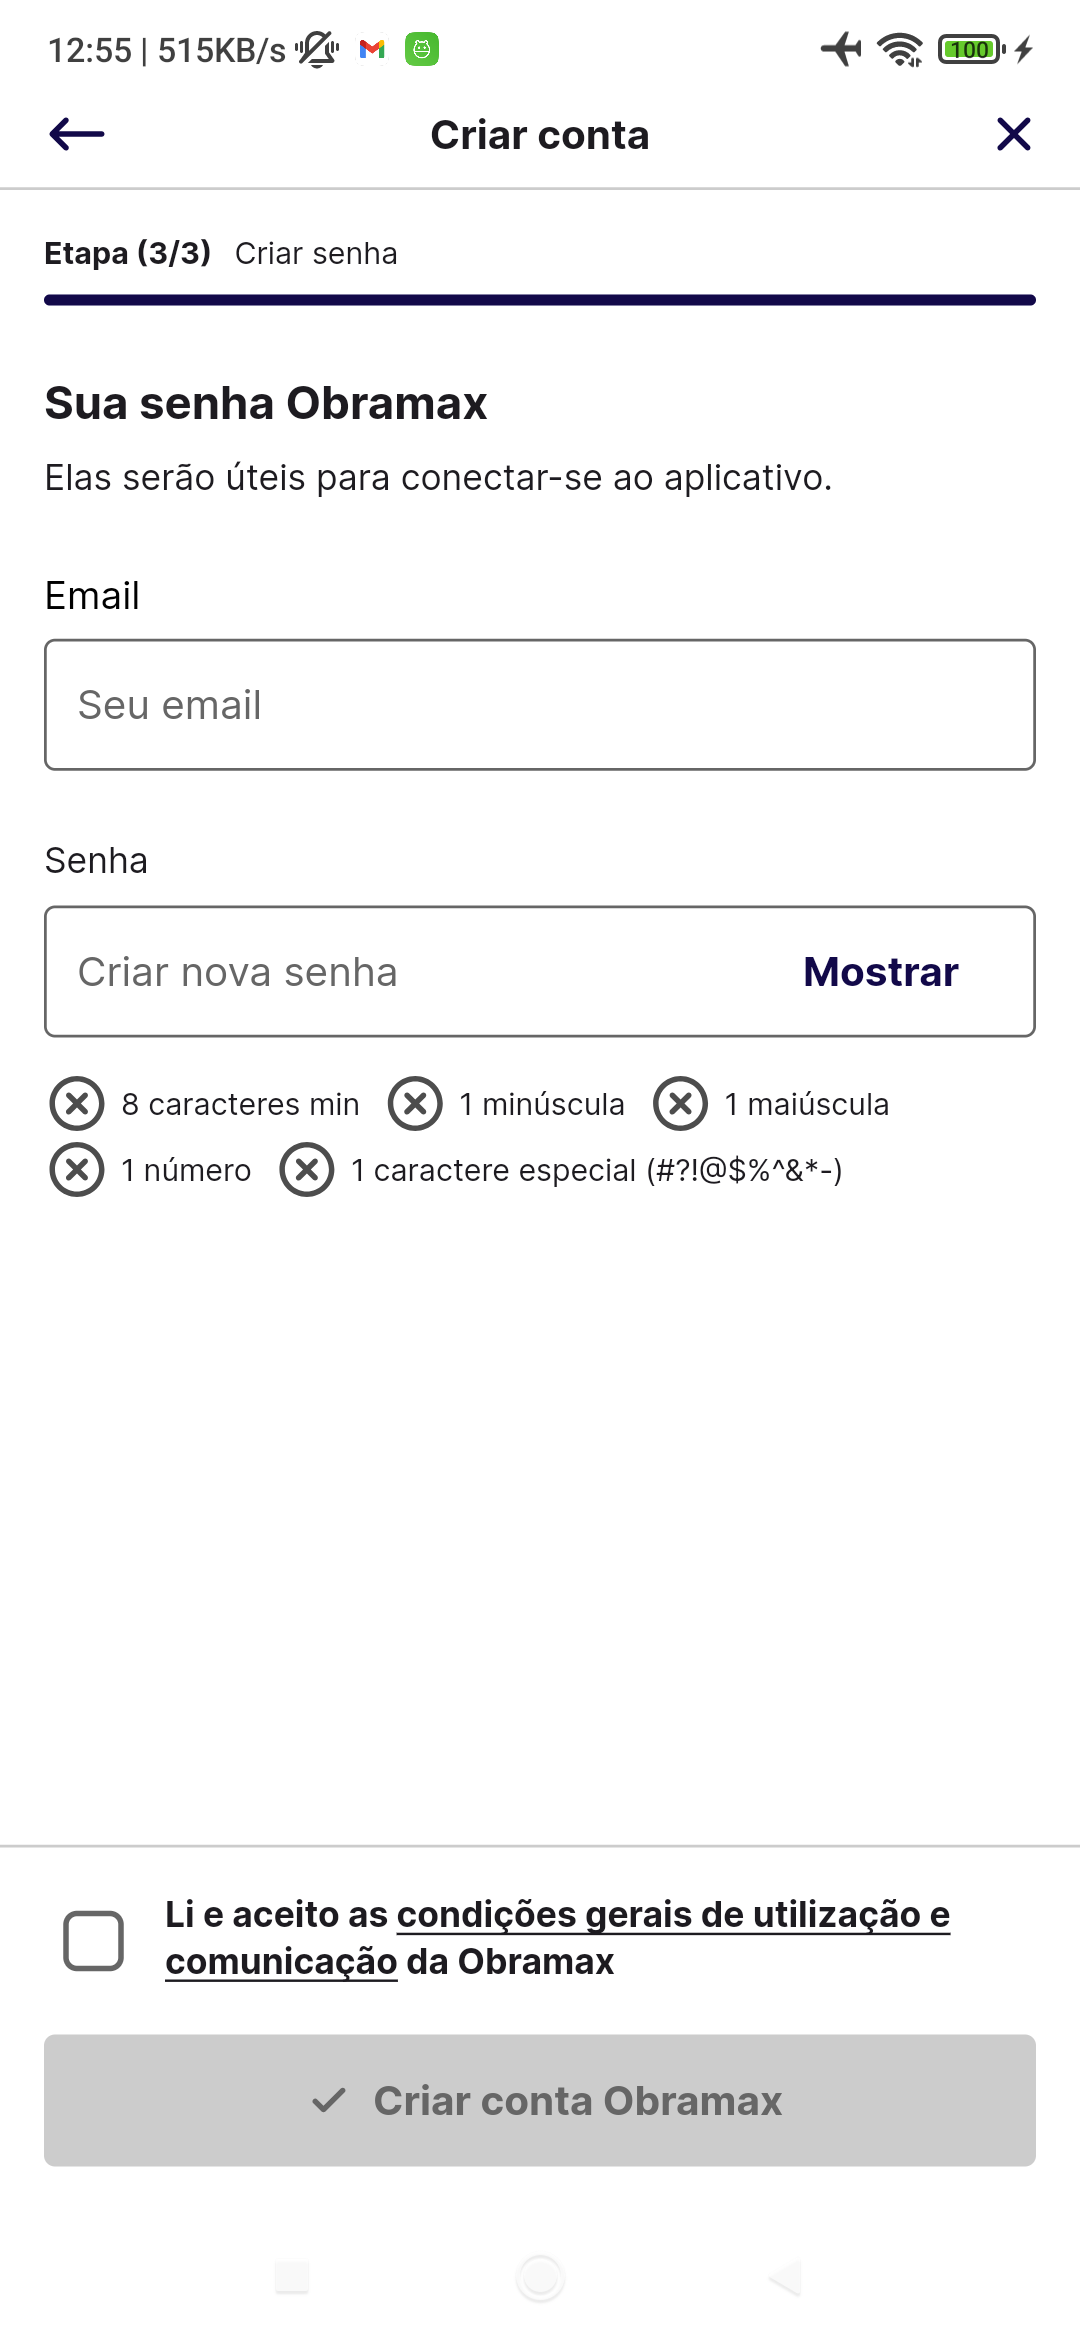 12:55 | 515KB/s
100
Criar conta
Etapa (3/3) Criar senha
Sua senha Obramax
Elas serão úteis para conectar-se ao aplicativo.
Email
Seu email
Senha
Criar nova senha Mostrar
8 caracteres min 1 minúscula 1 maiúscula
1 número 1 caractere especial (#?!@$%^&*-)
Li e aceito as condições gerais de utilização e
comunicação da Obramax
Criar conta Obramax